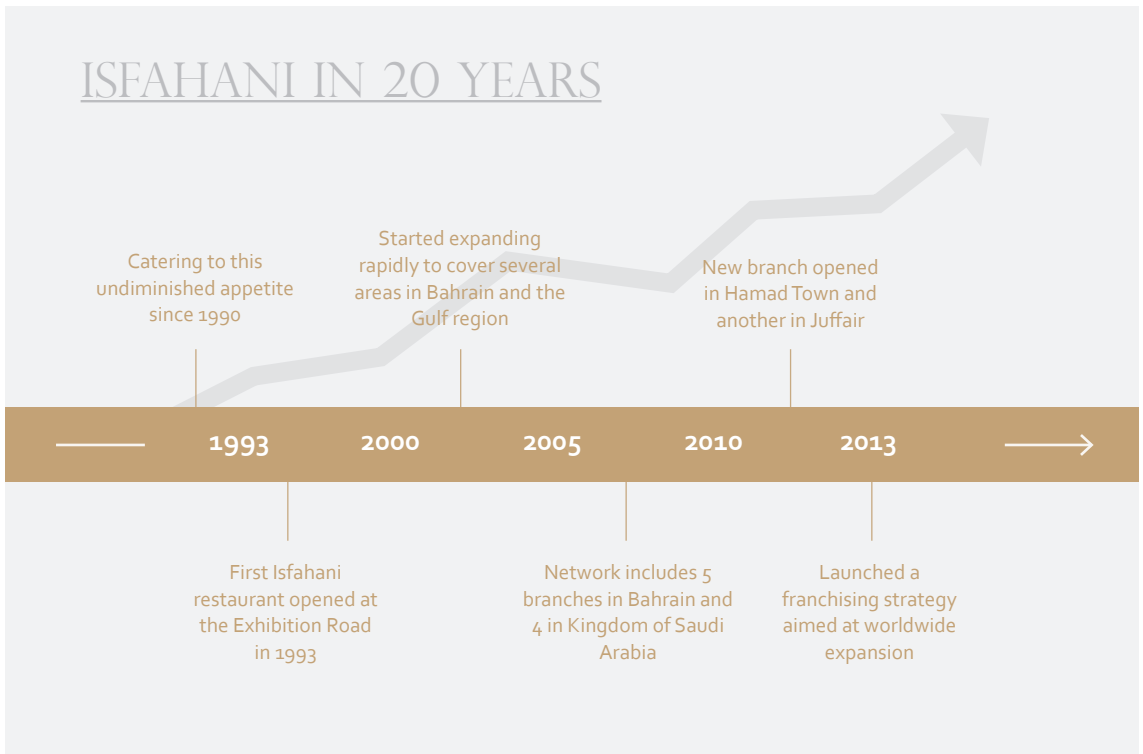 ISFAHANI IN 20 YEARS
Catering to this
undiminished appetite
since 1990
Started expanding
rapidly to cover several
areas in Bahrain and the
Gulf region
New branch opened
in Hamad Town and
another in Juffair
1993
2000
2005
2010
2013
First Isfahani
restaurant opened at
the Exhibition Road
in 1993
Network includes 5
branches in Bahrain and
4 in Kingdom of Saudi
Arabia
Launched a
franchising strategy
aimed at worldwide
expansion